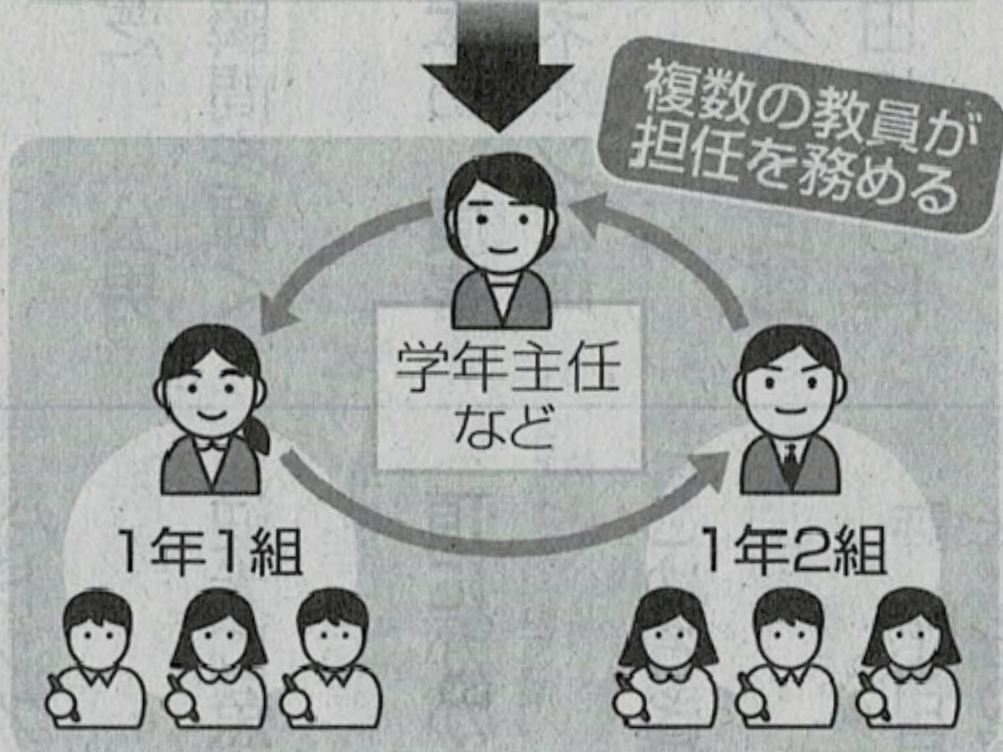 複数の教員が
担任を務める
学年主任
など
1年1組
1年2組